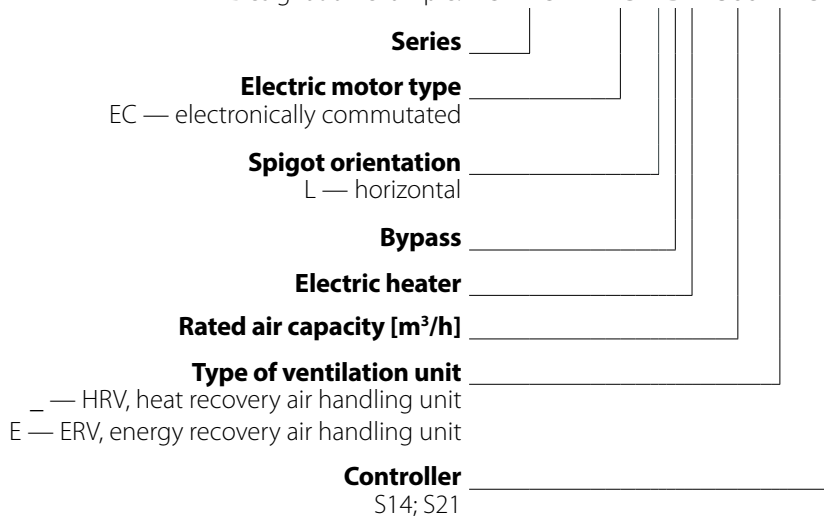 Series
Electric motor type
EC — electronically commutated
Spigot orientation
L — horizontal
Bypass
Electric heater
Rated air capacity [m³/h]
Type of ventilation unit
_ — HRV, heat recovery air handling unit
E — ERV, energy recovery air handling unit
Controller
S14; S21